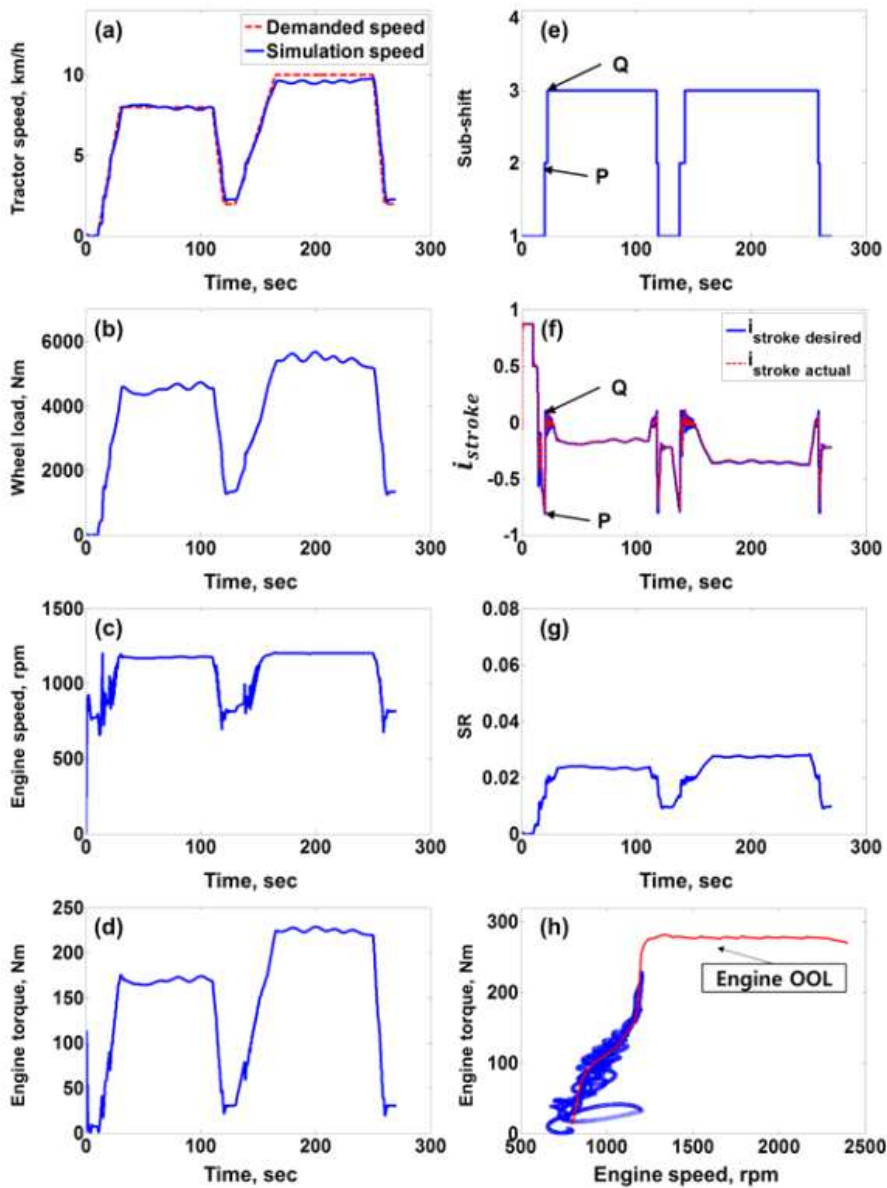 (a)
Demanded speed
Simulation speed
Tractor speed, km/h
10
5
0
0 100 200 300
Time, sec
(e)
Q
P
Sub-shift
4
3
2
1
0 100 200 300
Time, sec
(b)
Wheel load, Nm
6000
4000
2000
0
0 100 200 300
Time, sec
(f)
i stroke desired
i stroke actual
Q
P
i stroke
1
0.5
0
-0.5
-1
0 100 200 300
Time, sec
(c)
Engine speed, rpm
1500
1000
500
0
0 100 200 300
Time, sec
(g)
SR
0.08
0.06
0.04
0.02
0
0 100 200 300
Time, sec
(d)
Engine torque, Nm
250
200
150
100
50
0
0 100 200 300
Time, sec
(h)
Engine OOL
Engine torque, Nm
300
200
100
0
500 1000 1500 2000 2500
Engine speed, rpm